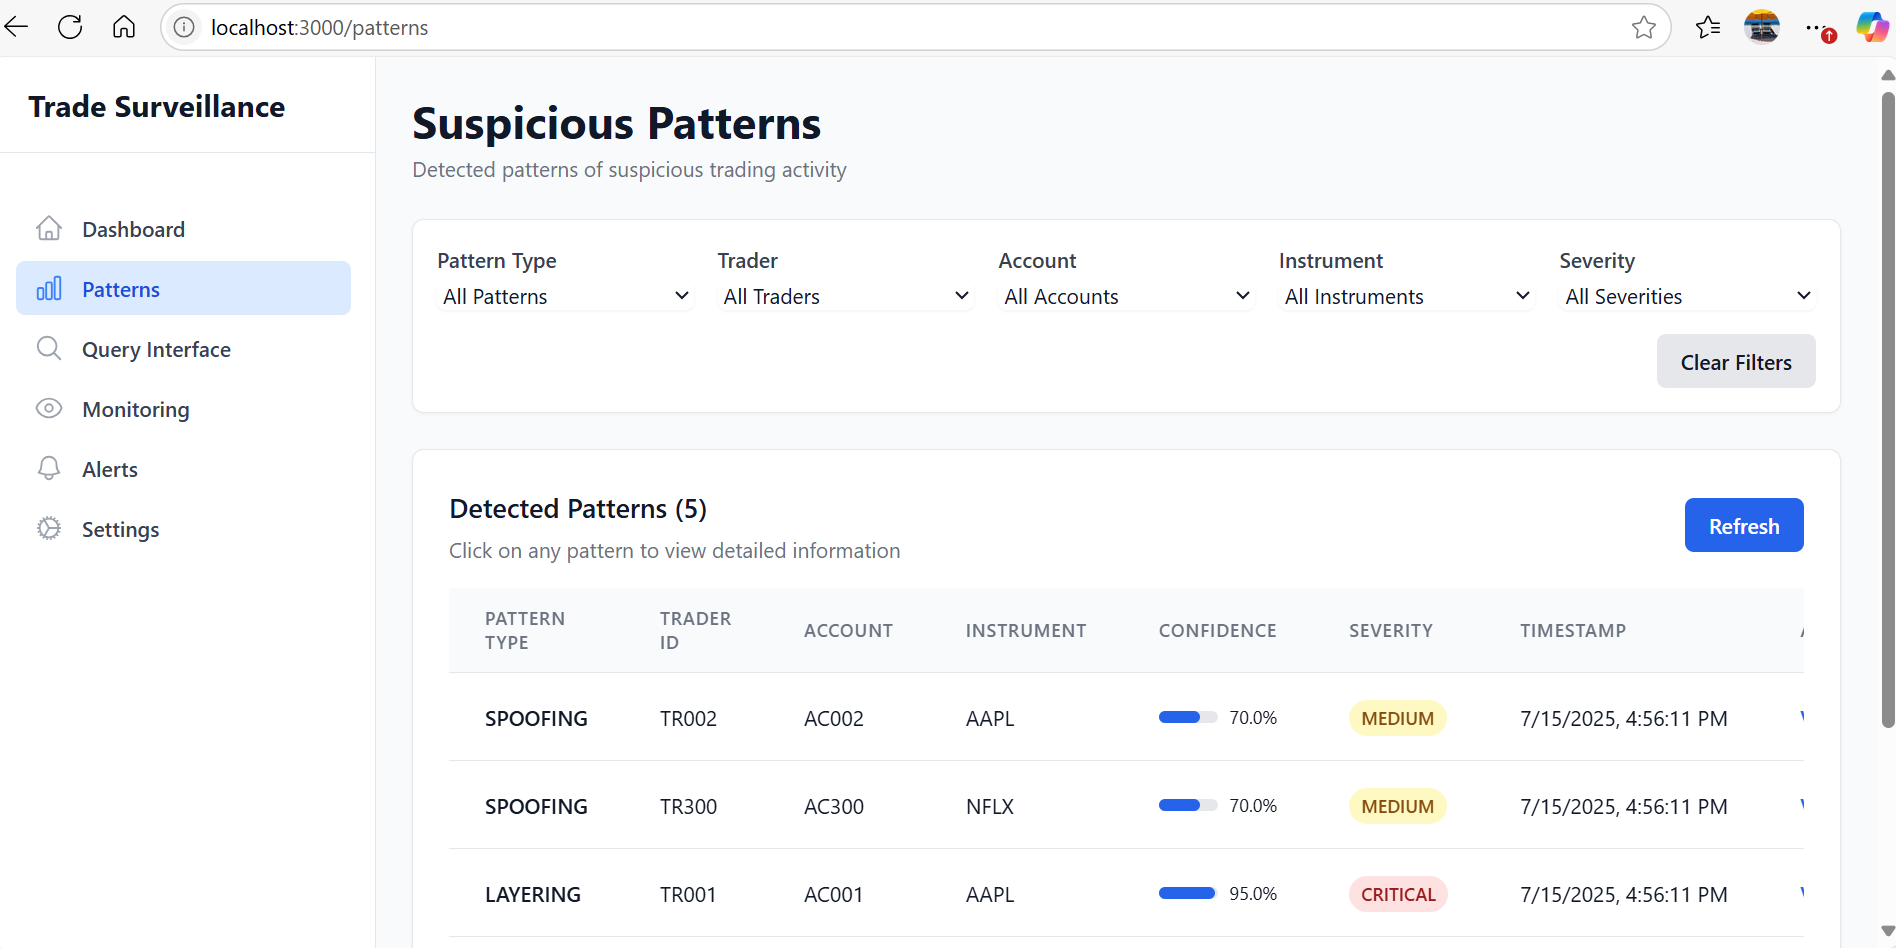 localhost:3000/patterns
Trade Surveillance
Dashboard
Patterns
Query Interface
Monitoring
Alerts
Settings
Suspicious Patterns
Detected patterns of suspicious trading activity
Pattern Type Trader Account Instrument Severity
All Patterns All Traders All Accounts All Instruments All Severities
Clear Filters
Detected Patterns (5)
Click on any pattern to view detailed information
Refresh
PATTERN TYPE TRADER ID ACCOUNT INSTRUMENT CONFIDENCE SEVERITY TIMESTAMP
SPOOFING TR002 AC002 AAPL 70.0% MEDIUM 7/15/2025, 4:56:11 PM
SPOOFING TR300 AC300 NFLX 70.0% MEDIUM 7/15/2025, 4:56:11 PM
LAYERING TR001 AC001 AAPL 95.0% CRITICAL 7/15/2025, 4:56:11 PM